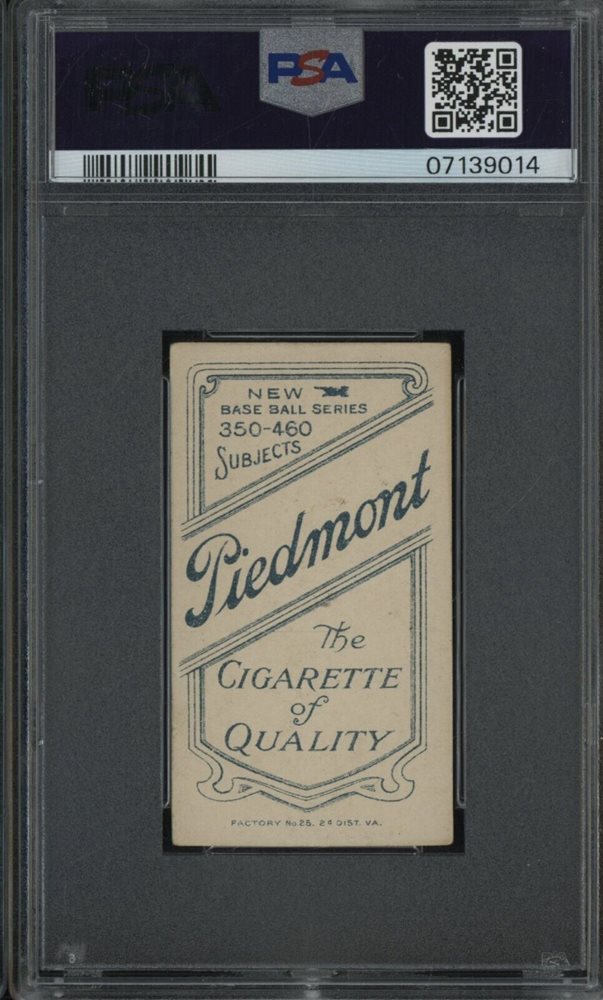 PSA
PSA
07139014
NEW
BASE BALL SERIES
350-460
SUBJECTS
Piedmont
The
CIGARETTE
of
QUALITY
FACTORY No.25. 2d DIST. VA.